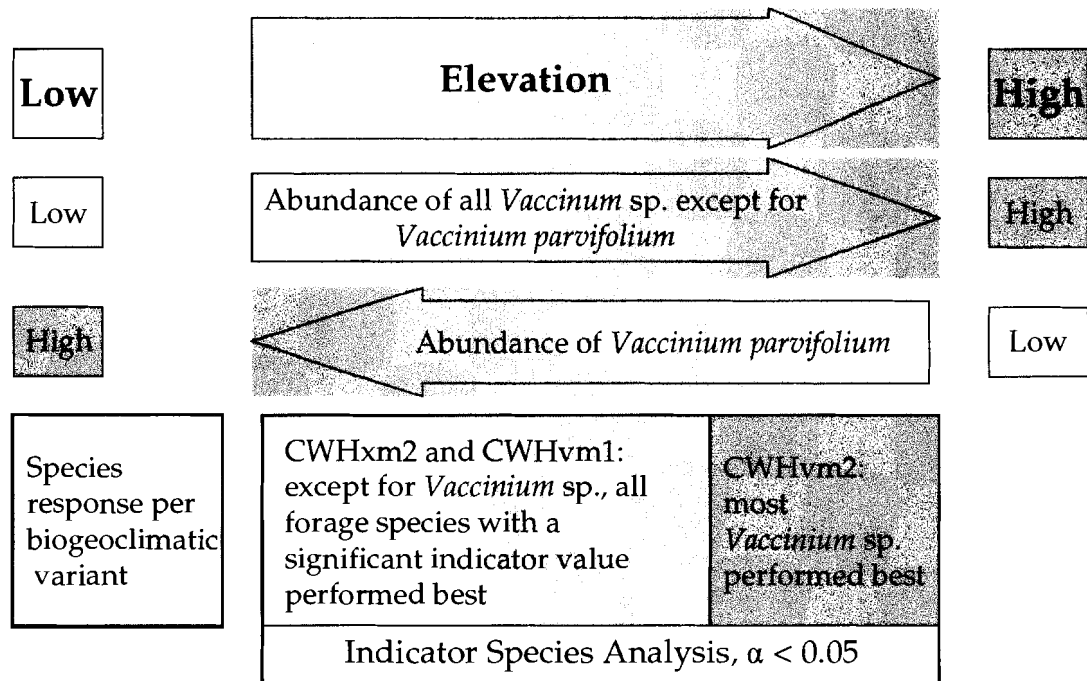 Low
Elevation
High
Low
Abundance of all Vaccinum sp. except for
Vaccinium parvifolium
High
High
Abundance of Vaccinium parvifolium
Low
Species
response per
biogeoclimatic
variant
CWHxm2 and CWHvm1:
except for Vaccinium sp., all
forage species with a
significant indicator value
performed best
CWHvm2:
most
Vaccinium sp.
performed best
Indicator Species Analysis, α < 0.05